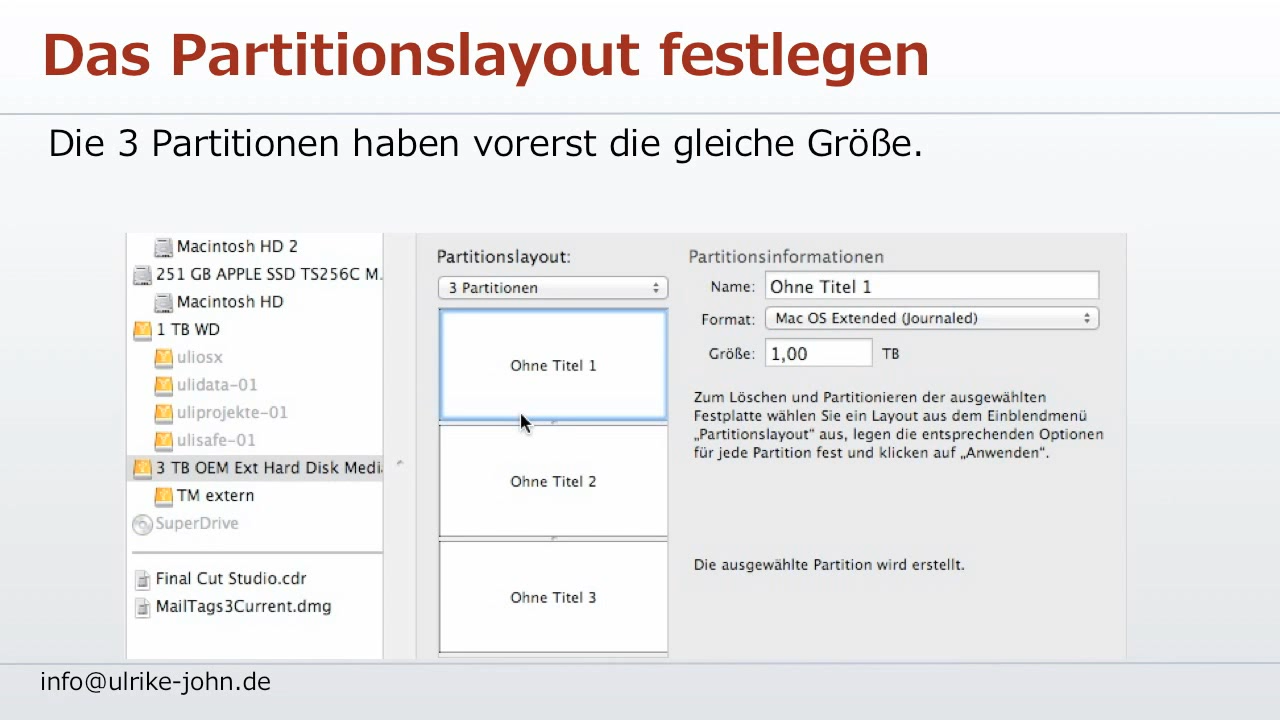 Das Partitionslayout festlegen
Die 3 Partitionen haben vorerst die gleiche Größe.
Macintosh HD 2
251 GB APPLE SSD TS256C M.
Macintosh HD
1 TB WD
uliosx
ulidata-01
uliprojekte-01
ulisafe-01
3 TB OEM Ext Hard Disk Media
TM extern
SuperDrive
Final Cut Studio.cdr
MailTags3Current.dmg
Partitionslayout:
3 Partitionen
Ohne Titel 1
Ohne Titel 2
Ohne Titel 3
Partitionsinformationen
Name: Ohne Titel 1
Format: Mac OS Extended (Journaled)
Größe: 1,00 TB
Zum Löschen und Partitionieren der ausgewählten
Festplatte wählen Sie ein Layout aus dem Einblendmenü
„Partitionslayout“ aus, legen die entsprechenden Optionen
für jede Partition fest und klicken auf „Anwenden“.
Die ausgewählte Partition wird erstellt.
info@ulrike-john.de